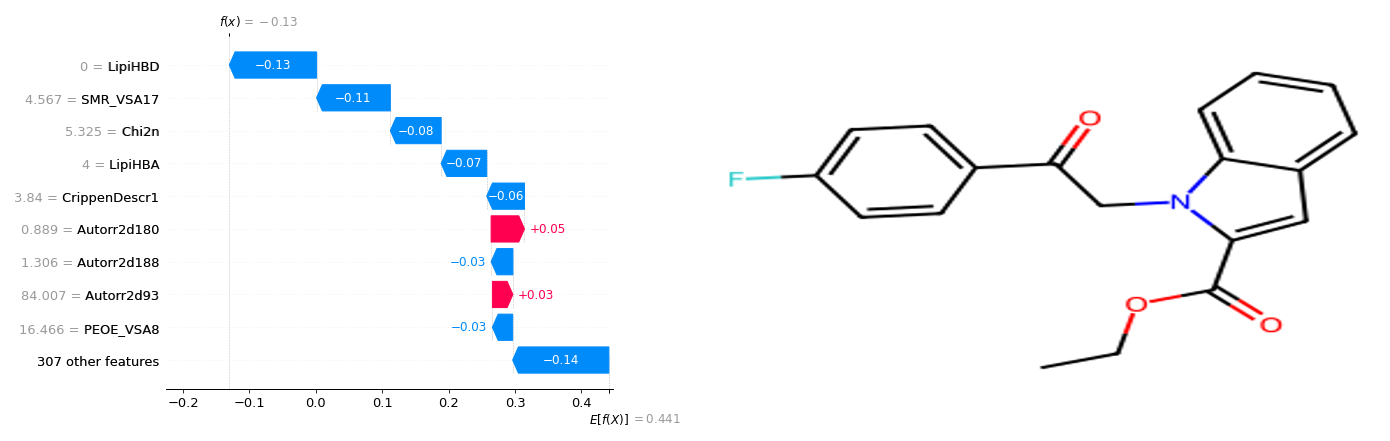 f(x) = −0.13
0 = LipiHBD
−0.13
4.567 = SMR_VSA17
−0.11
5.325 = Chi2n
−0.08
4 = LipiHBA
−0.07
3.84 = CrippenDescr1
−0.06
0.889 = Autorr2d180
+0.05
1.306 = Autorr2d188
−0.03
84.007 = Autorr2d93
+0.03
16.466 = PEOE_VSA8
−0.03
307 other features
−0.14
−0.2 −0.1 0.0 0.1 0.2 0.3 0.4
E[f(X)] = 0.441
O
F
N
O
O